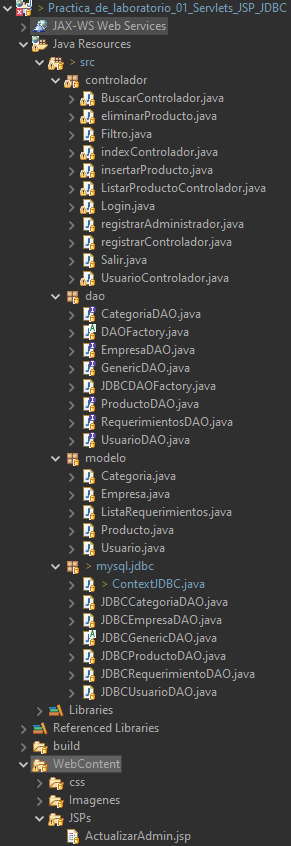 > Practica_de_laboratorio_01_Servlets_JSP_JDBC
JAX-WS Web Services
Java Resources
> src
controlador
BuscarControlador.java
eliminarProducto.java
Filtro.java
indexControlador.java
insertarProducto.java
ListarProductoControlador.java
Login.java
registrarAdministrador.java
registrarControlador.java
Salir.java
UsuarioControlador.java
dao
CategoriaDAO.java
DAOFactory.java
EmpresaDAO.java
GenericDAO.java
JDBCDAOFactory.java
ProductoDAO.java
RequerimientosDAO.java
UsuarioDAO.java
modelo
Categoria.java
Empresa.java
ListaRequerimientos.java
Producto.java
Usuario.java
> mysql.jdbc
> ContextJDBC.java
JDBCCategoriaDAO.java
JDBCEmpresaDAO.java
JDBCGenericDAO.java
JDBCProductoDAO.java
JDBCRequerimientoDAO.java
JDBCUsuarioDAO.java
Libraries
Referenced Libraries
build
WebContent
css
Imagenes
JSPs
ActualizarAdmin.jsp